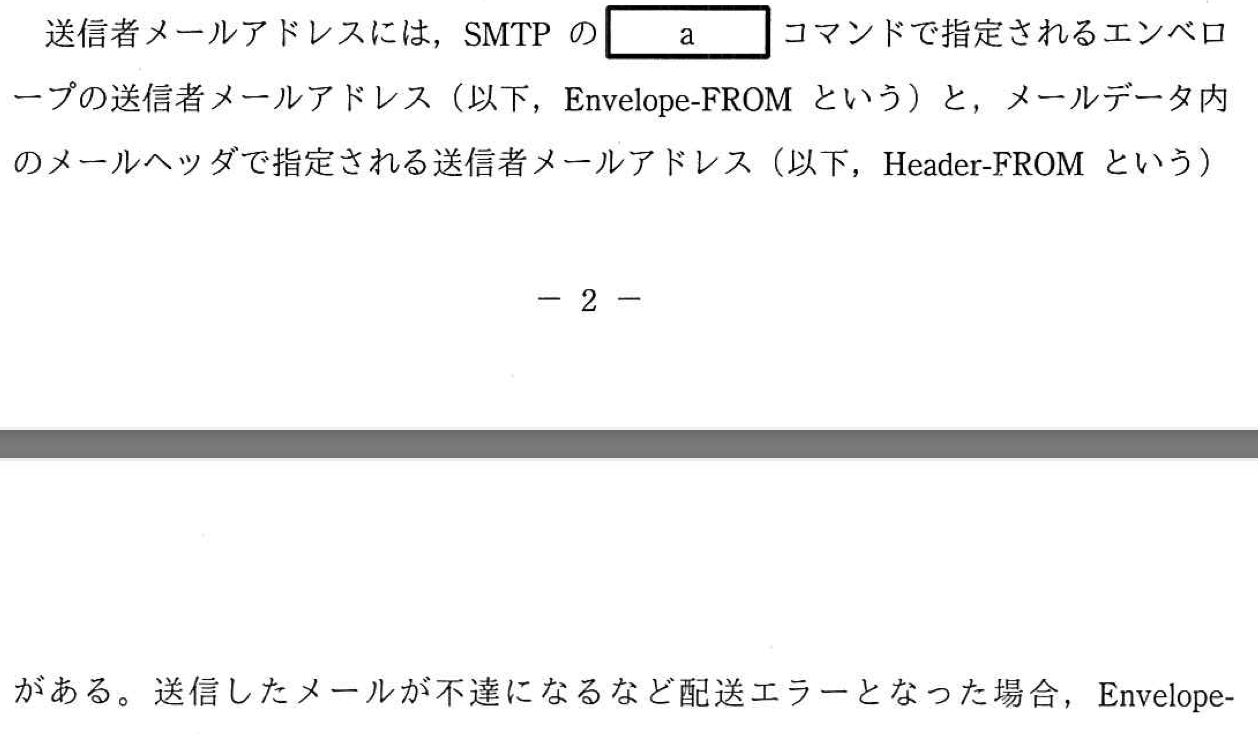 送信者メールアドレスには，SMTP の a コマンドで指定されるエンベロ
ープの送信者メールアドレス（以下，Envelope-FROM という）と，メールデータ内
のメールヘッダで指定される送信者メールアドレス（以下，Header-FROM という）
－ 2 －
がある。送信したメールが不達になるなど配送エラーとなった場合，Envelope-